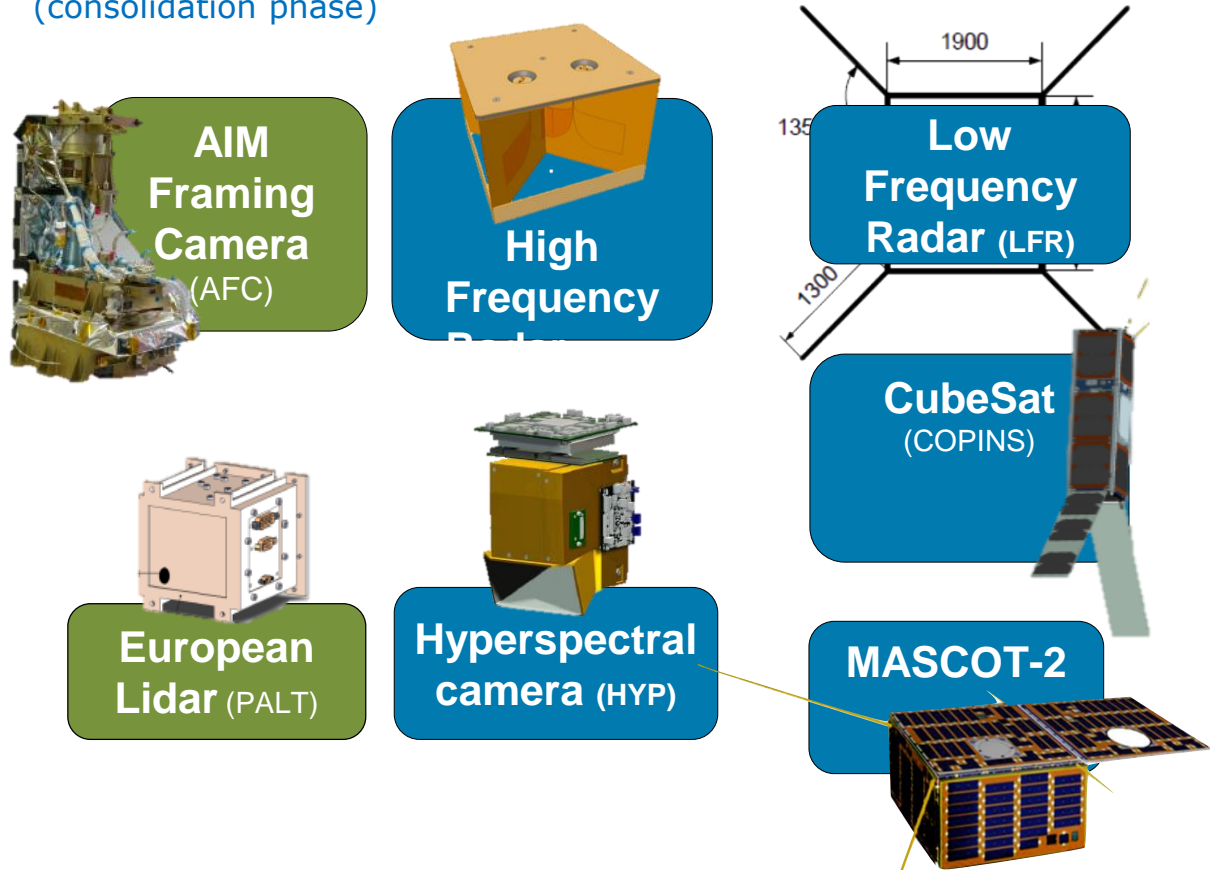 (consolidation phase)
AIM
Framing
Camera
(AFC)
High
Frequency
Radar
1900
135
Low
Frequency
Radar (LFR)
1300
CubeSat
(COPINS)
European
Lidar (PALT)
Hyperspectral
camera (HYP)
MASCOT-2